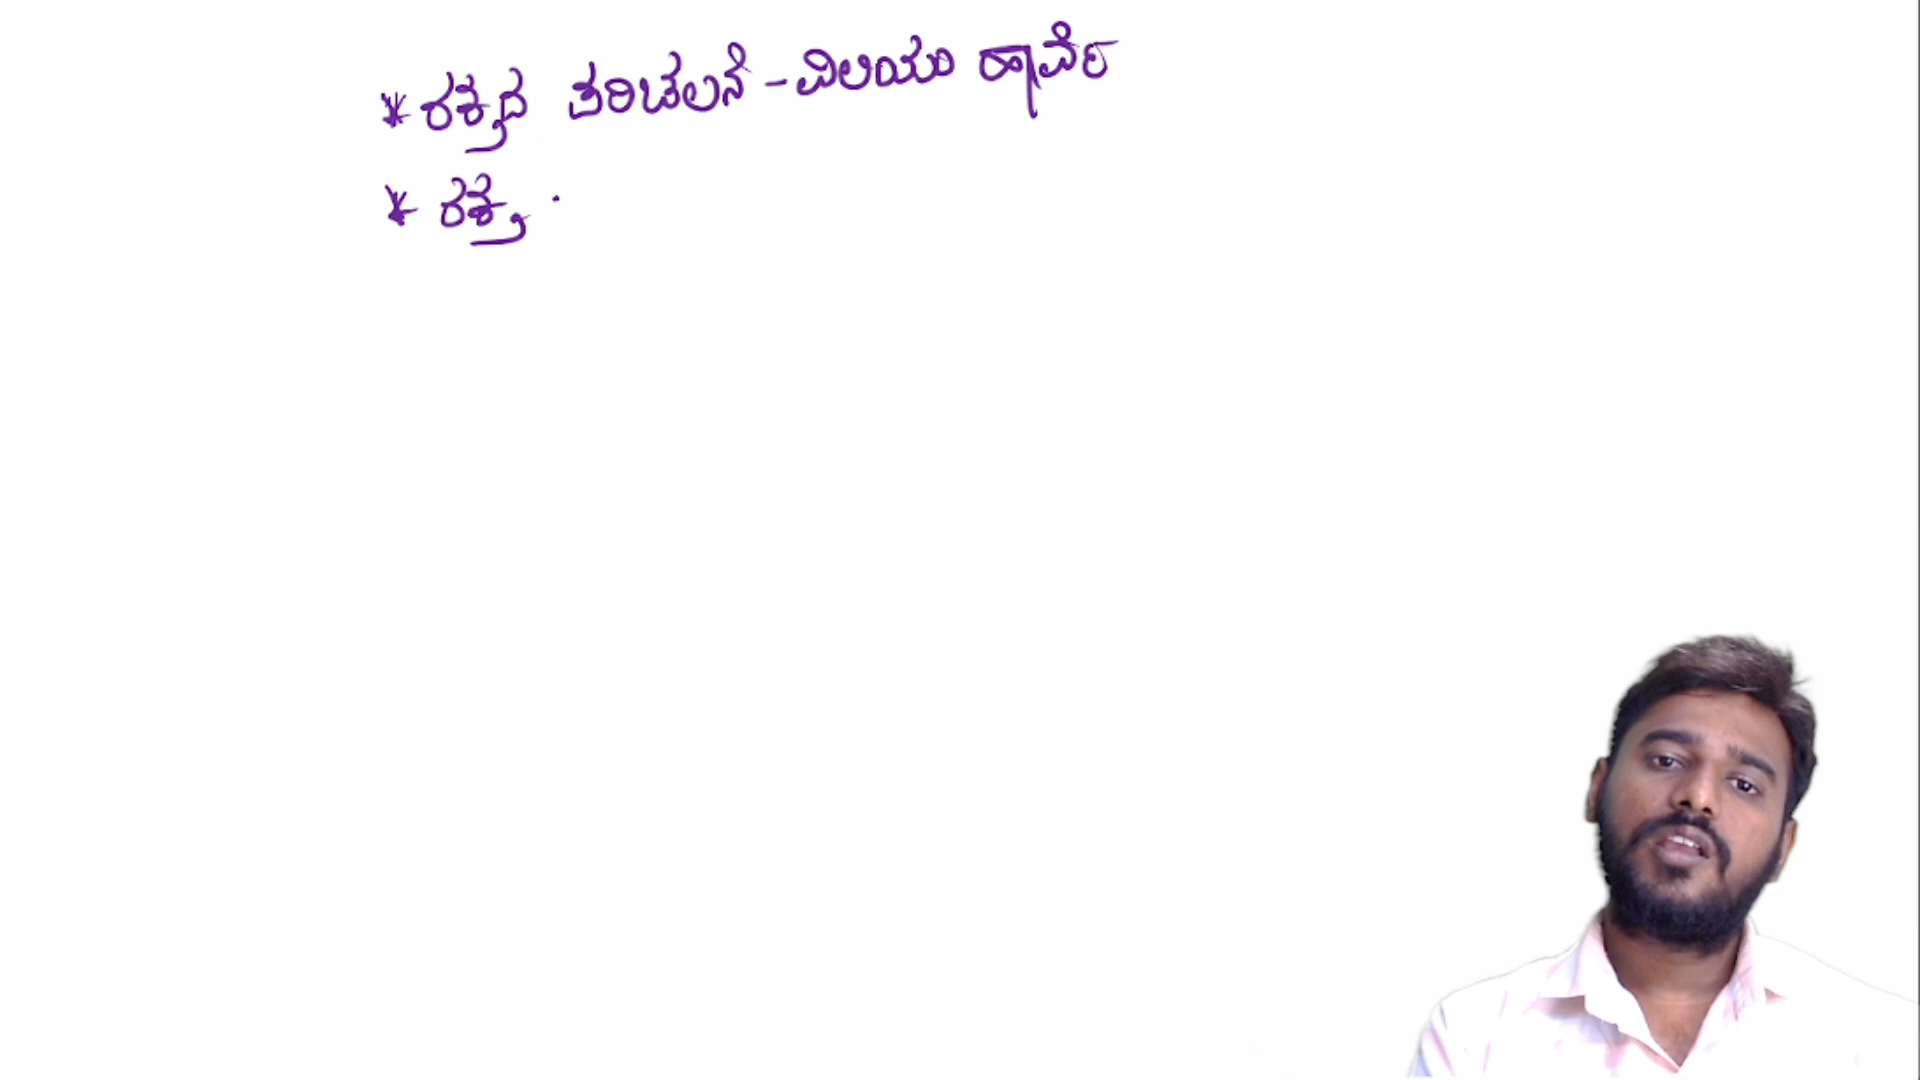 * ರಕ್ತದ ಪರಿಚಲನೆ - ವಿಲಿಯಂ ಹಾರ್ವೆ
* ರಕ್ತ